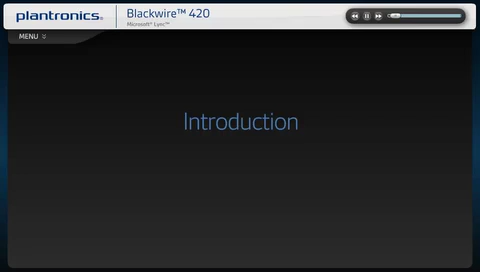 plantronics®
Blackwire™ 420
Microsoft® Lync™
MENU
Introduction